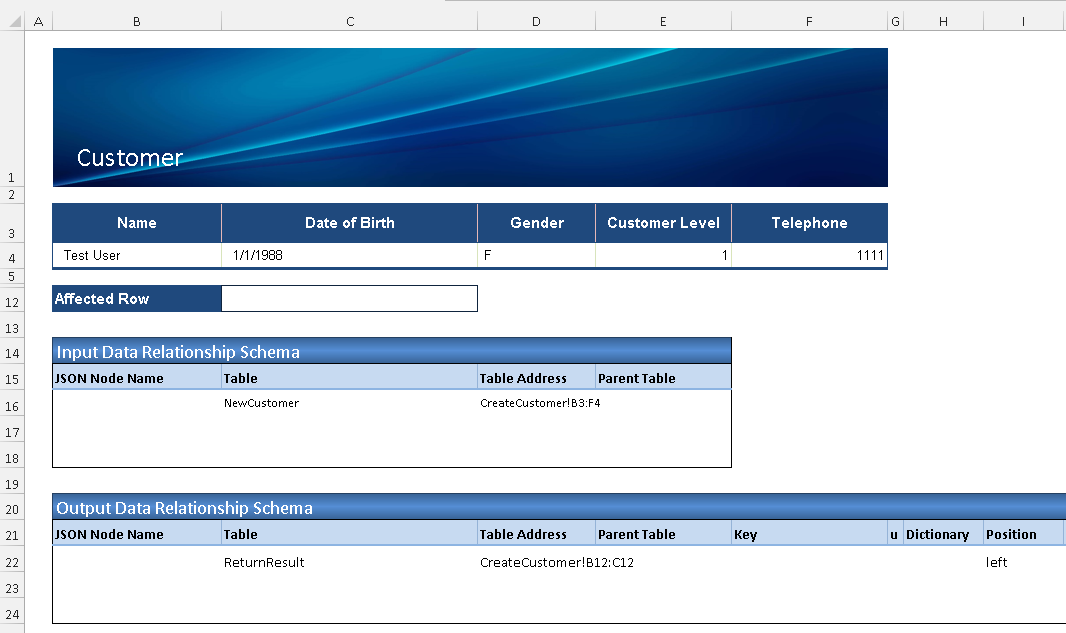 A B C D E F G H I
Customer
1
2
Name Date of Birth Gender Customer Level Telephone
3
4 Test User 1/1/1988 F 1 1111
5
12 Affected Row
13
14 Input Data Relationship Schema
15 JSON Node Name Table Table Address Parent Table
16 NewCustomer CreateCustomer!B3:F4
17
18
19
20 Output Data Relationship Schema
21 JSON Node Name Table Table Address Parent Table Key u Dictionary Position
22 ReturnResult CreateCustomer!B12:C12 left
23
24